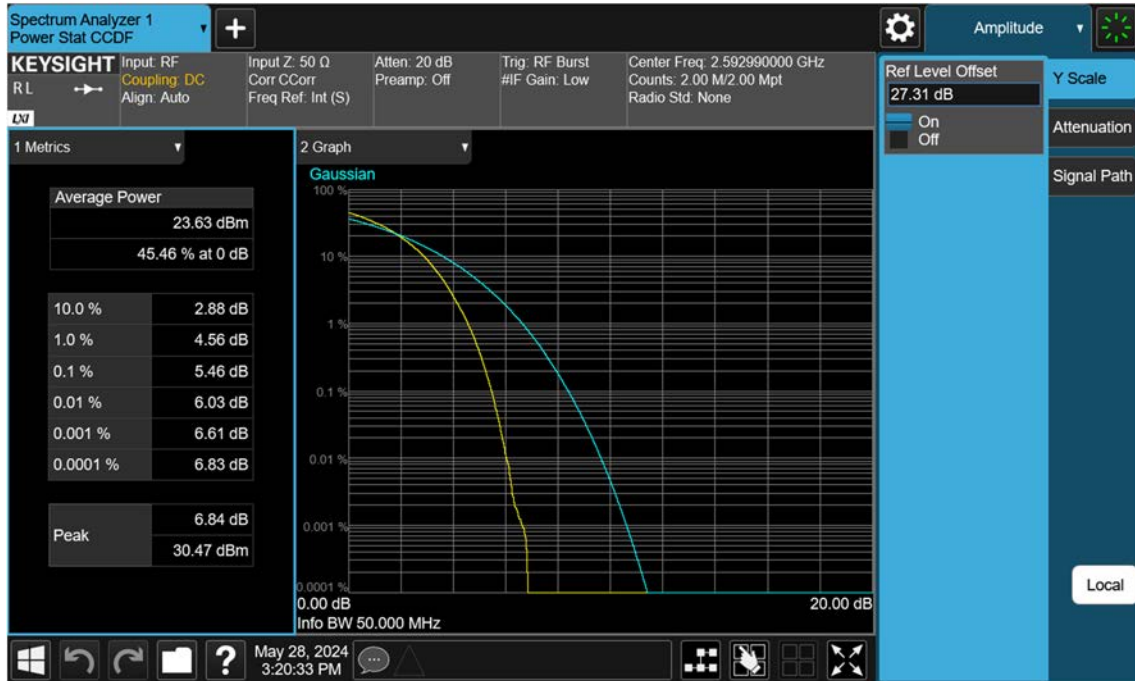 Spectrum Analyzer 1
Power Stat CCDF
+
Amplitude
KEYSIGHT
R L
LXI
Input: RF
Coupling: DC
Align: Auto
Input Z: 50 Ω
Corr CCorr
Freq Ref: Int (S)
Atten: 20 dB
Preamp: Off
Trig: RF Burst
#IF Gain: Low
Center Freq: 2.592990000 GHz
Counts: 2.00 M/2.00 Mpt
Radio Std: None
Ref Level Offset
27.31 dB
On
Off
Y Scale
Attenuation
Signal Path
1 Metrics
Average Power
23.63 dBm
45.46 % at 0 dB
10.0 % 2.88 dB
1.0 % 4.56 dB
0.1 % 5.46 dB
0.01 % 6.03 dB
0.001 % 6.61 dB
0.0001 % 6.83 dB
Peak
6.84 dB
30.47 dBm
2 Graph
Gaussian
100 %
10 %
1 %
0.1 %
0.01 %
0.001 %
0.0001 %
0.00 dB 20.00 dB
Info BW 50.000 MHz
Local
?
May 28, 2024
3:20:33 PM